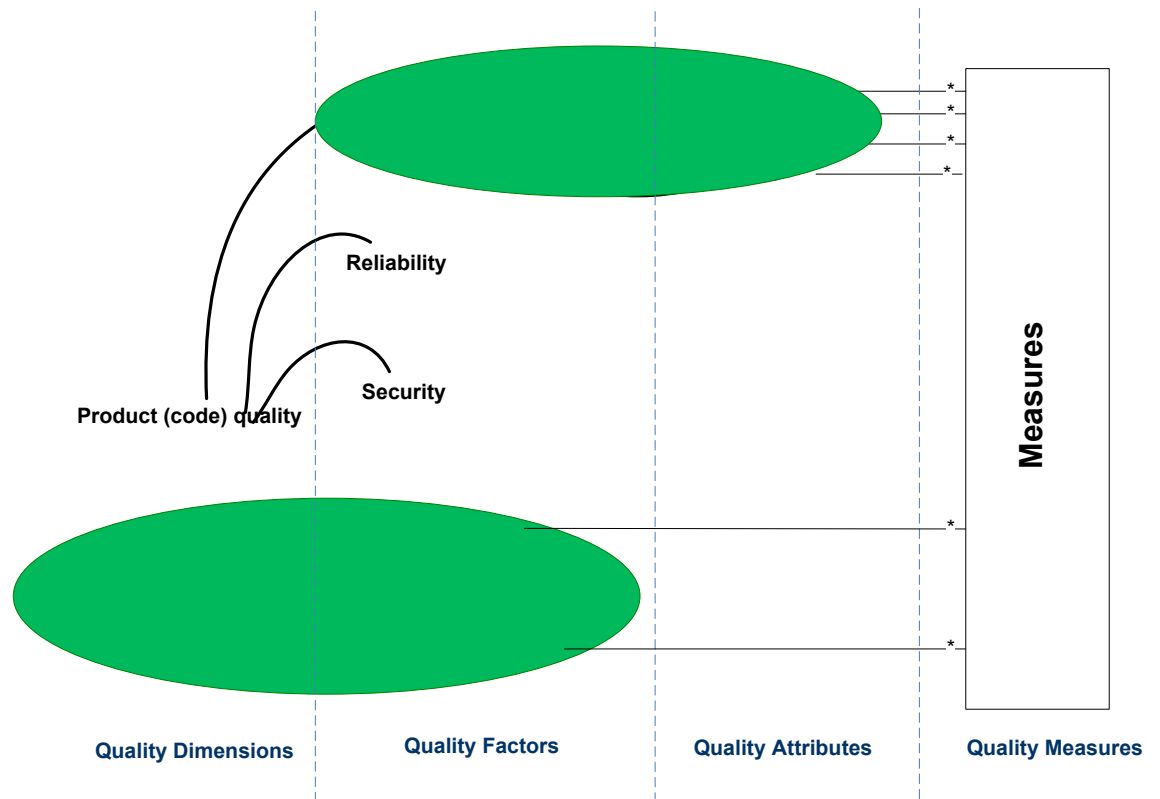 *
*
*
*
Reliability
Security
Product (code) quality
Measures
*
*
Quality Dimensions
Quality Factors
Quality Attributes
Quality Measures